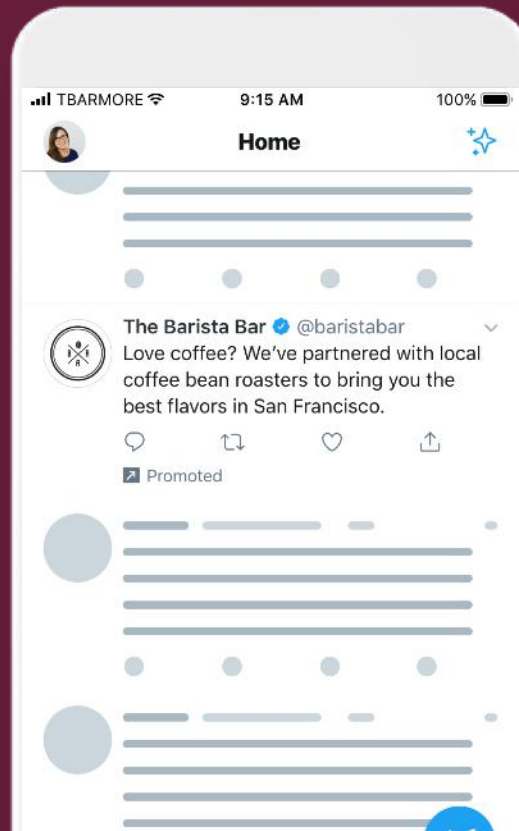 TBARMORE 9:15 AM 100%
Home
The Barista Bar @baristabar
Love coffee? We’ve partnered with local
coffee bean roasters to bring you the
best flavors in San Francisco.
Promoted